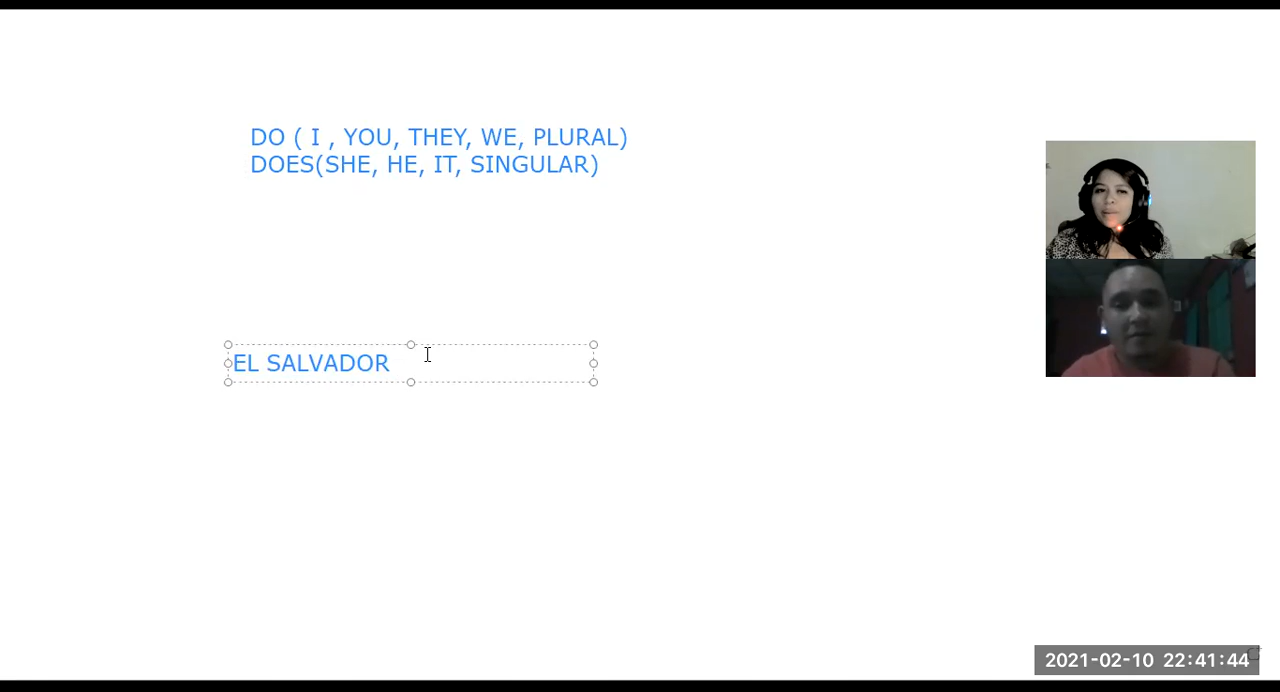 DO ( I , YOU, THEY, WE, PLURAL)
DOES(SHE, HE, IT, SINGULAR)
EL SALVADOR
2021-02-10 22:41:44